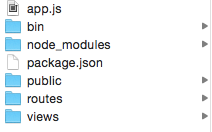 app.js
bin
node_modules
package.json
public
routes
views